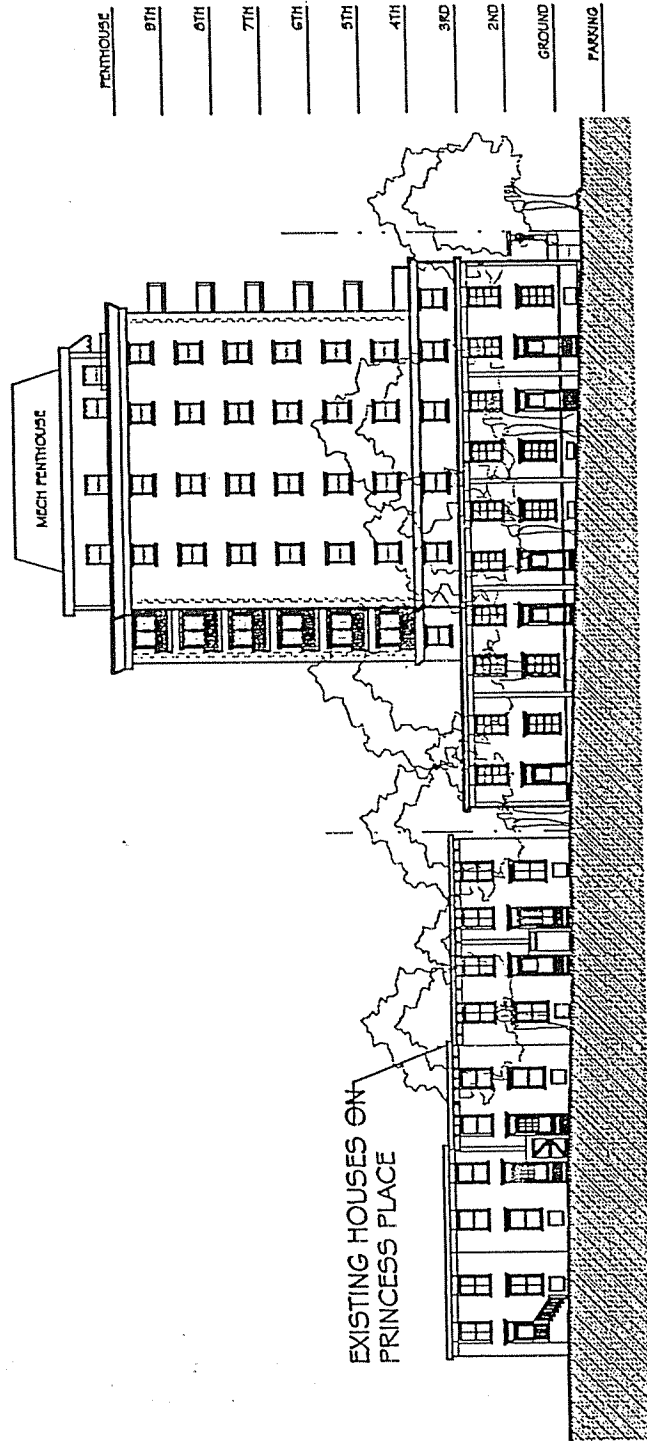 PENTHOUSE
9TH
8TH
7TH
6TH
5TH
4TH
3RD
2ND
GROUND
PARKING
MECH PENTHOUSE
EXISTING HOUSES ON
PRINCESS PLACE